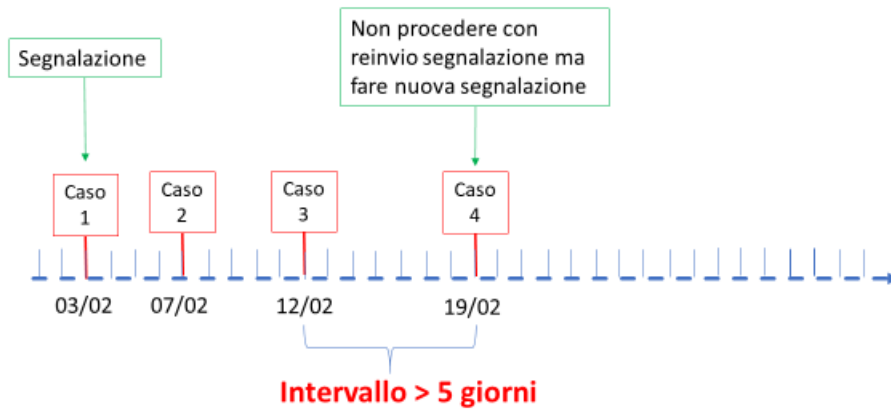 Segnalazione
Non procedere con
reinvio segnalazione ma
fare nuova segnalazione
Caso
1
Caso
2
Caso
3
Caso
4
03/02
07/02
12/02
19/02
Intervallo > 5 giorni